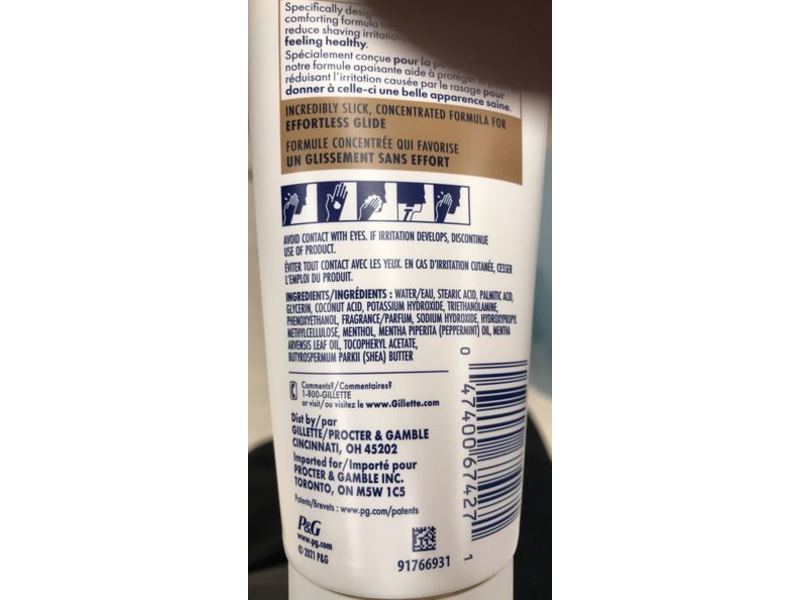 Specifically
comforting formula
reduce shaving irritation
feeling healthy.
Spécialement conçue pour la
notre formule apaisante aide à protéger
réduisant l'irritation causée par le rasage pour
donner à celle-ci une belle apparence saine.
INCREDIBLY SLICK, CONCENTRATED FORMULA FOR
EFFORTLESS GLIDE
FORMULE CONCENTRÉE QUI FAVORISE
UN GLISSEMENT SANS EFFORT
AVOID CONTACT WITH EYES. IF IRRITATION DEVELOPS, DISCONTINUE
USE OF PRODUCT.
ÉVITER TOUT CONTACT AVEC LES YEUX. EN CAS D'IRRITATION CUTANÉE, CESSER
L'EMPLOI DU PRODUIT.
INGREDIENTS/INGRÉDIENTS : WATER/EAU, STEARIC ACID, PALMITIC ACID,
GLYCERIN, COCONUT ACID, POTASSIUM HYDROXIDE, TRIETHANOLAMINE,
PHENOXYETHANOL, FRAGRANCE/PARFUM, SODIUM HYDROXIDE, HYDROXYPROPYL
METHYLCELLULOSE, MENTHOL, MENTHA PIPERITA (PEPPERMINT) OIL, MENTHA
ARVENSIS LEAF OIL, TOCOPHERYL ACETATE,
BUTYROSPERMUM PARKII (SHEA) BUTTER
Comments?/Commentaires?
1-800-GILLETTE
or visit/ou visitez le www.Gillette.com
Dist by/par
GILLETTE/PROCTER & GAMBLE
CINCINNATI, OH 45202
Imported for/Importé pour
PROCTER & GAMBLE INC.
TORONTO, ON M5W 1C5
Patents/Brevets : www.pg.com/patents
P&G
www.pg.com
© 2021 P&G
91766931
0 47400 67427 1